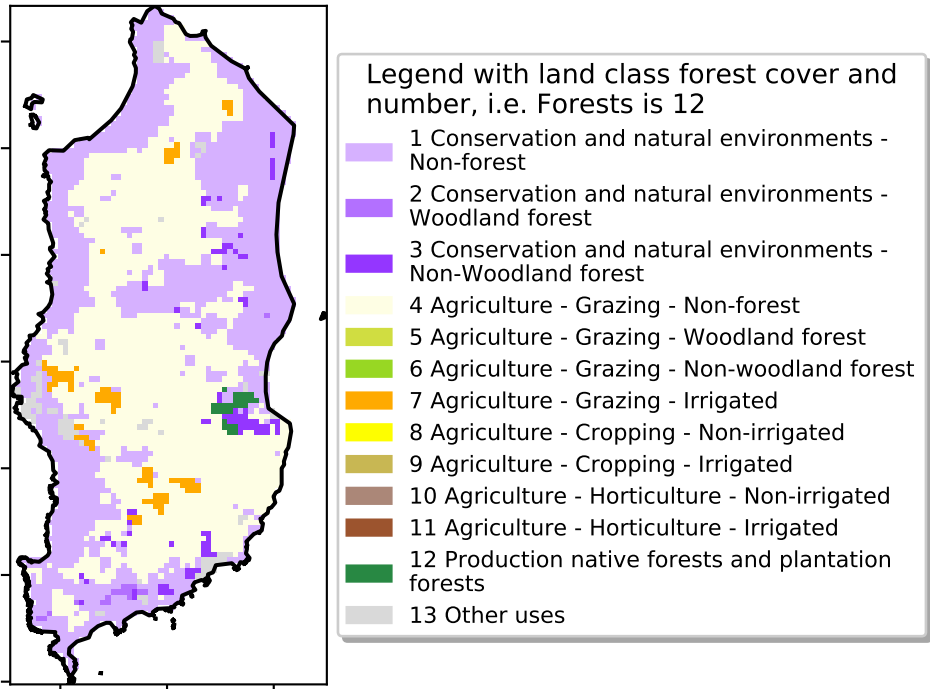 Legend with land class forest cover and
number, i.e. Forests is 12
1 Conservation and natural environments -
Non-forest
2 Conservation and natural environments -
Woodland forest
3 Conservation and natural environments -
Non-Woodland forest
4 Agriculture - Grazing - Non-forest
5 Agriculture - Grazing - Woodland forest
6 Agriculture - Grazing - Non-woodland forest
7 Agriculture - Grazing - Irrigated
8 Agriculture - Cropping - Non-irrigated
9 Agriculture - Cropping - Irrigated
10 Agriculture - Horticulture - Non-irrigated
11 Agriculture - Horticulture - Irrigated
12 Production native forests and plantation
forests
13 Other uses